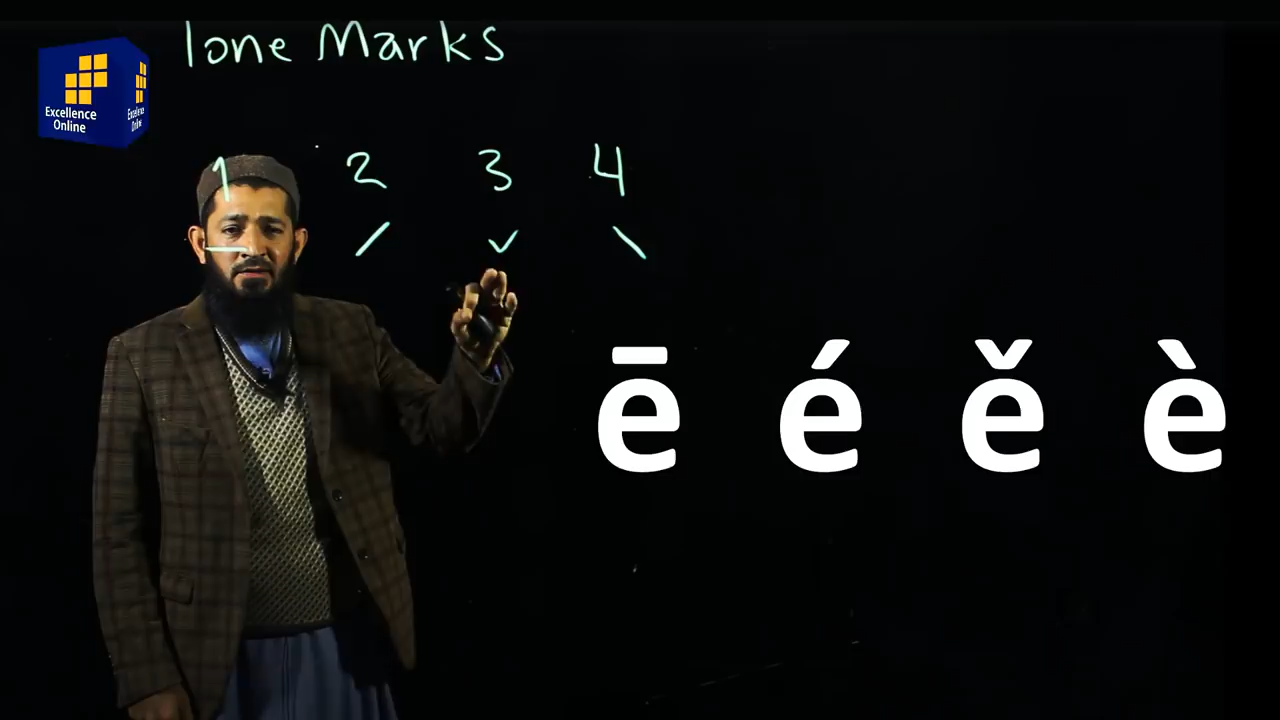 Tone Marks
Excellence
Online
Excellence
Online
1 2 3 4
ˉ ˊ ˇ ˋ
ē é ě è